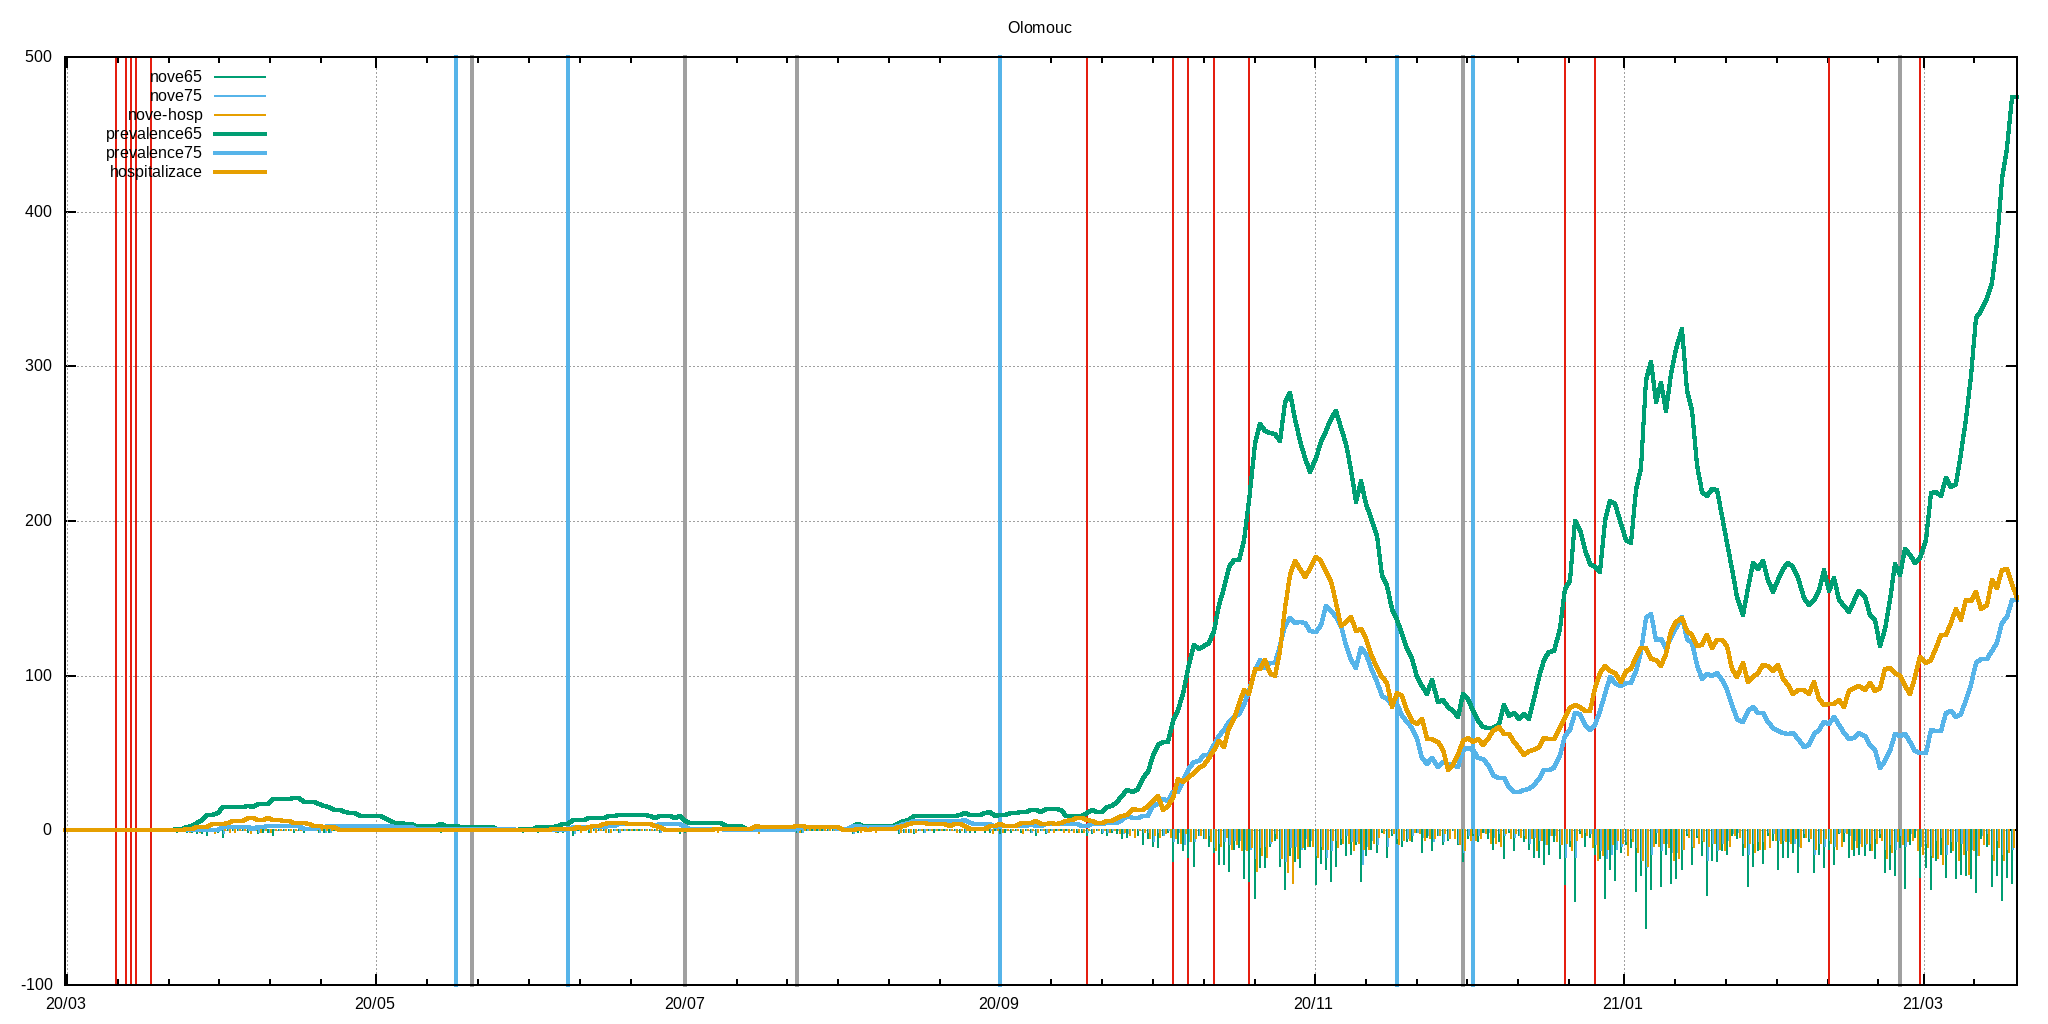 Olomouc
500
nove65
nove75
nove-hosp
prevalence65
prevalence75
hospitalizace
400
300
200
100
0
-100
20/03 20/05 20/07 20/09 20/11 21/01 21/03